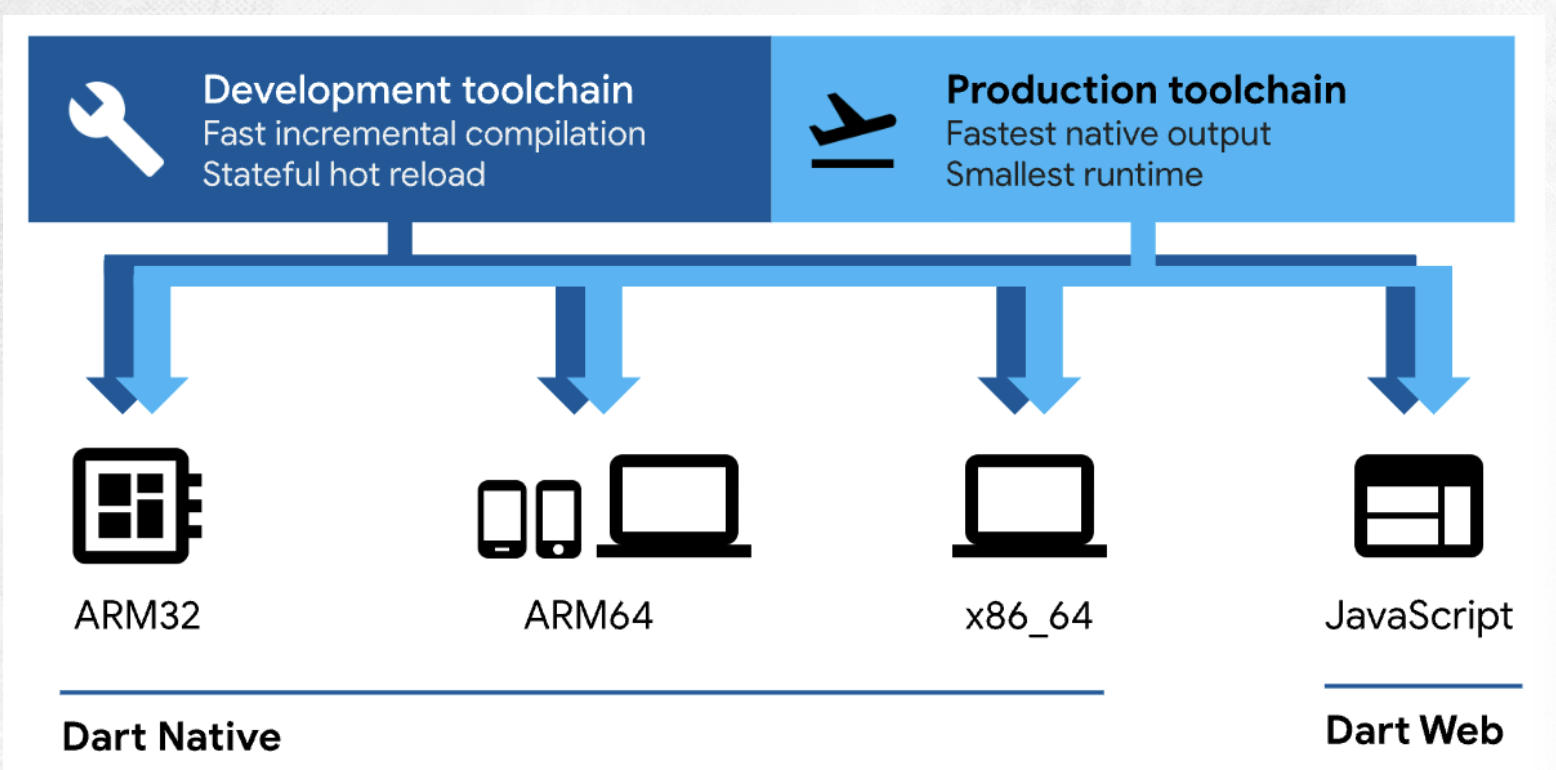 Development toolchain
Fast incremental compilation
Stateful hot reload
Production toolchain
Fastest native output
Smallest runtime
ARM32
ARM64
x86_64
JavaScript
Dart Native
Dart Web